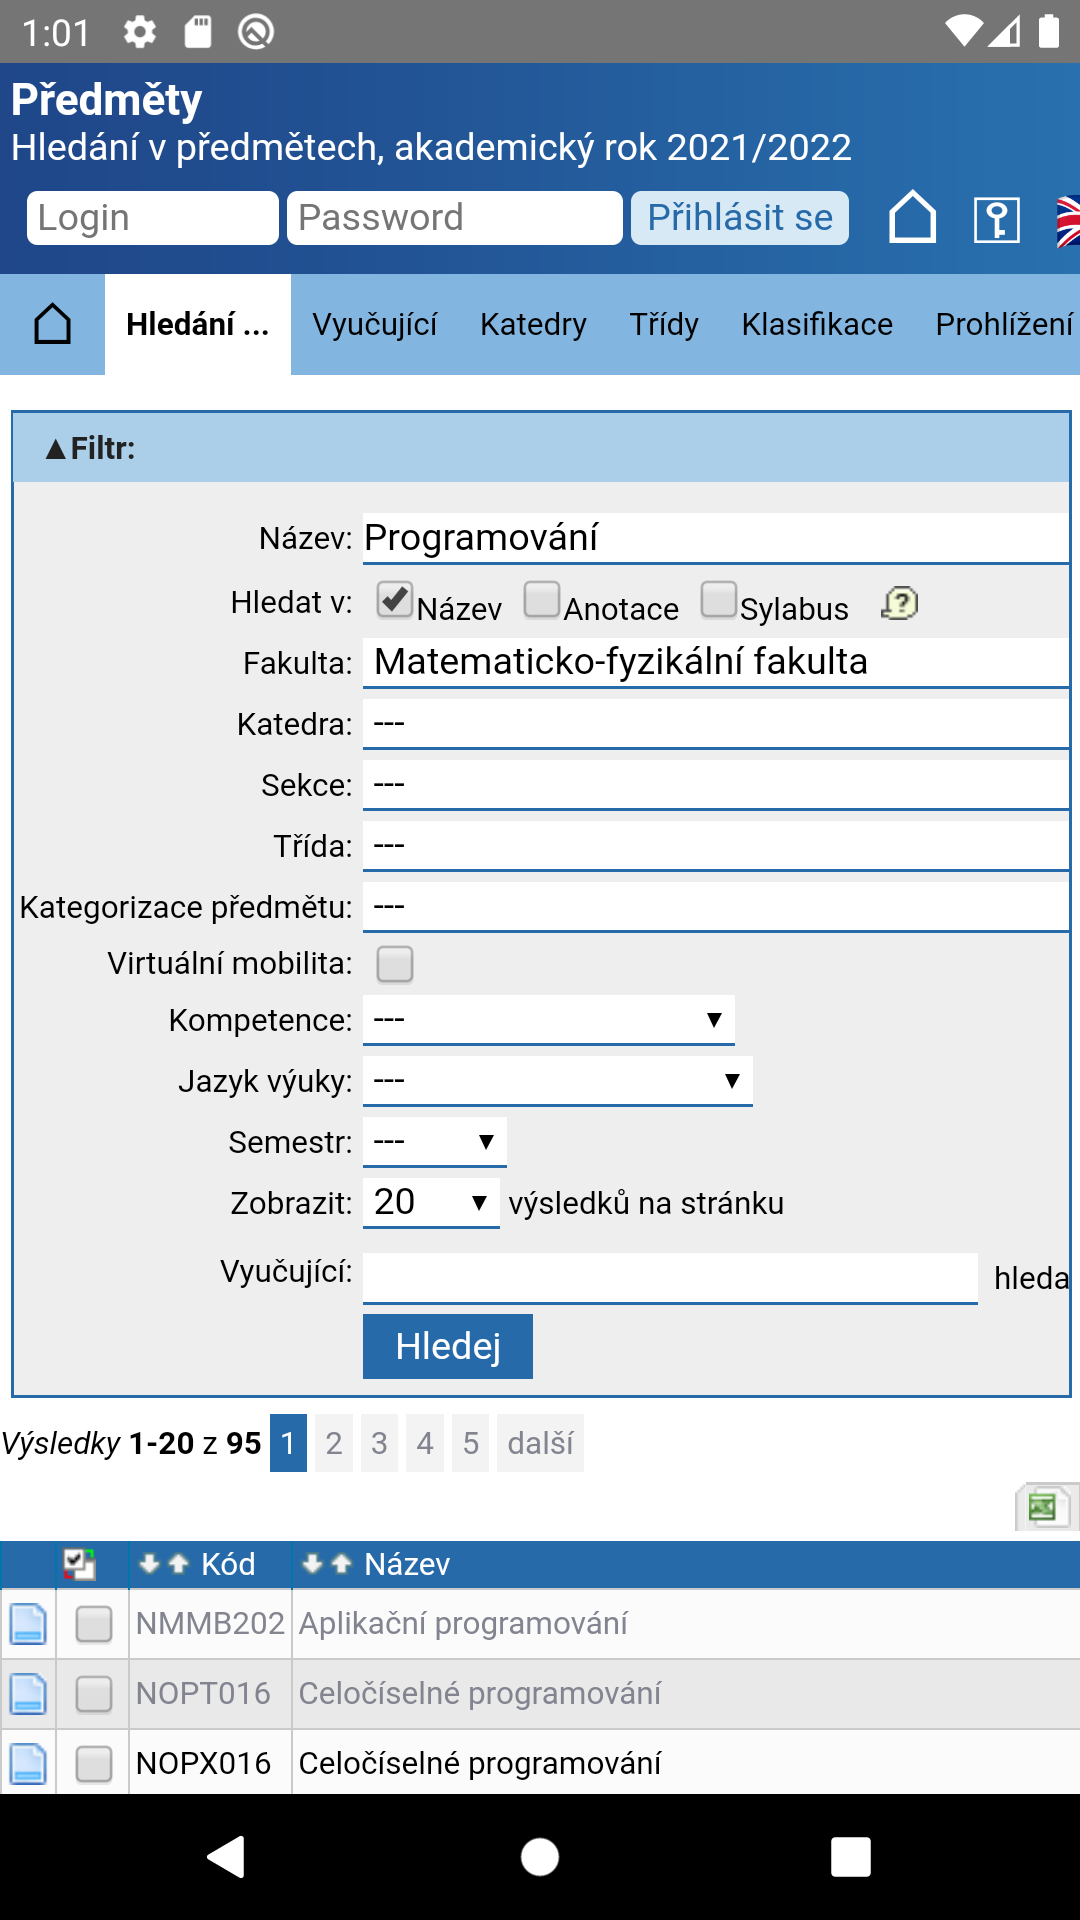 1:01
Předměty
Hledání v předmětech, akademický rok 2021/2022
Login Password Přihlásit se
Hledání ... Vyučující Katedry Třídy Klasifikace Prohlížení
▲Filtr:
Název: Programování
Hledat v: Název Anotace Sylabus
Fakulta: Matematicko-fyzikální fakulta
Katedra: ---
Sekce: ---
Třída: ---
Kategorizace předmětu: ---
Virtuální mobilita:
Kompetence: --- ▼
Jazyk výuky: --- ▼
Semestr: --- ▼
Zobrazit: 20 ▼ výsledků na stránku
Vyučující: hleda
Hledej
Výsledky 1-20 z 95 1 2 3 4 5 další
Kód Název
NMMB202 Aplikační programování
NOPT016 Celočíselné programování
NOPX016 Celočíselné programování